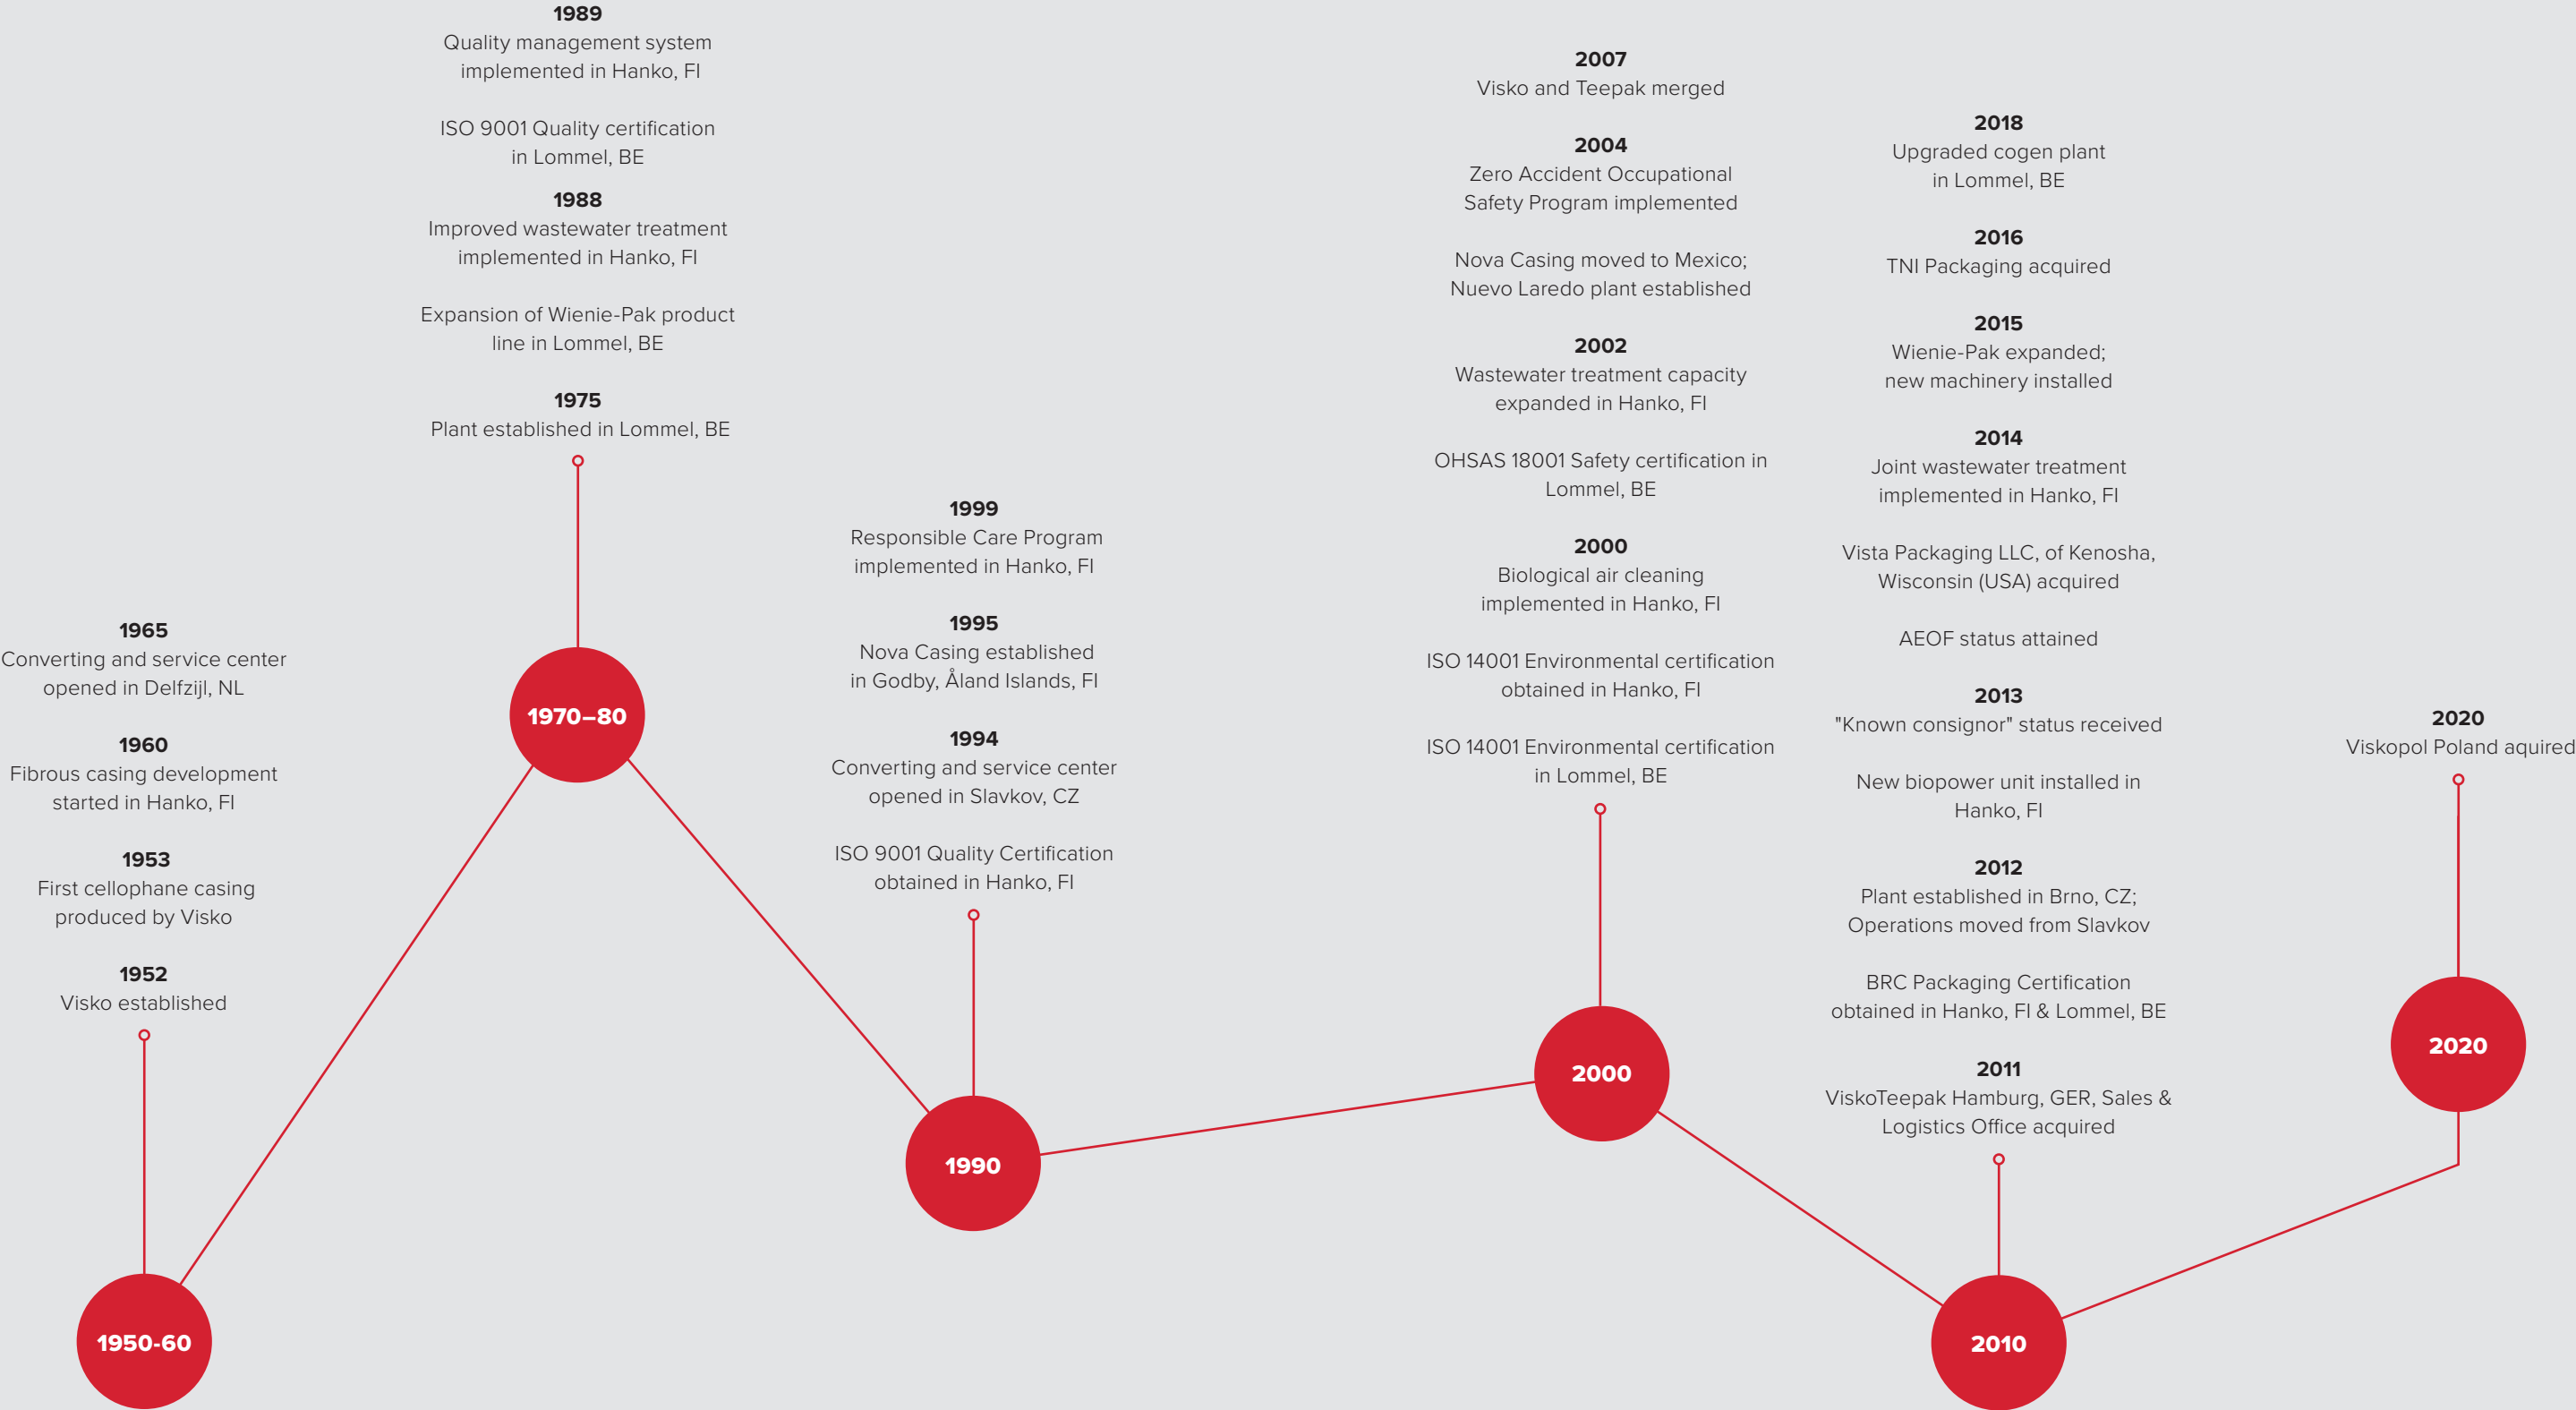 1965
Converting and service center
opened in Delfzijl, NL
1960
Fibrous casing development
started in Hanko, FI
1953
First cellophane casing
produced by Visko
1952
Visko established
1950-60
1989
Quality management system
implemented in Hanko, FI
ISO 9001 Quality certification
in Lommel, BE
1988
Improved wastewater treatment
implemented in Hanko, FI
Expansion of Wienie-Pak product
line in Lommel, BE
1975
Plant established in Lommel, BE
1970–80
1999
Responsible Care Program
implemented in Hanko, FI
1995
Nova Casing established
in Godby, Åland Islands, FI
1994
Converting and service center
opened in Slavkov, CZ
ISO 9001 Quality Certification
obtained in Hanko, FI
1990
2007
Visko and Teepak merged
2004
Zero Accident Occupational
Safety Program implemented
Nova Casing moved to Mexico;
Nuevo Laredo plant established
2002
Wastewater treatment capacity
expanded in Hanko, FI
OHSAS 18001 Safety certification in
Lommel, BE
2000
Biological air cleaning
implemented in Hanko, FI
ISO 14001 Environmental certification
obtained in Hanko, FI
ISO 14001 Environmental certification
in Lommel, BE
2000
2018
Upgraded cogen plant
in Lommel, BE
2016
TNI Packaging acquired
2015
Wienie-Pak expanded;
new machinery installed
2014
Joint wastewater treatment
implemented in Hanko, FI
Vista Packaging LLC, of Kenosha,
Wisconsin (USA) acquired
AEOF status attained
2013
"Known consignor" status received
New biopower unit installed in
Hanko, FI
2012
Plant established in Brno, CZ;
Operations moved from Slavkov
BRC Packaging Certification
obtained in Hanko, FI & Lommel, BE
2011
ViskoTeepak Hamburg, GER, Sales &
Logistics Office acquired
2010
2020
Viskopol Poland aquired
2020